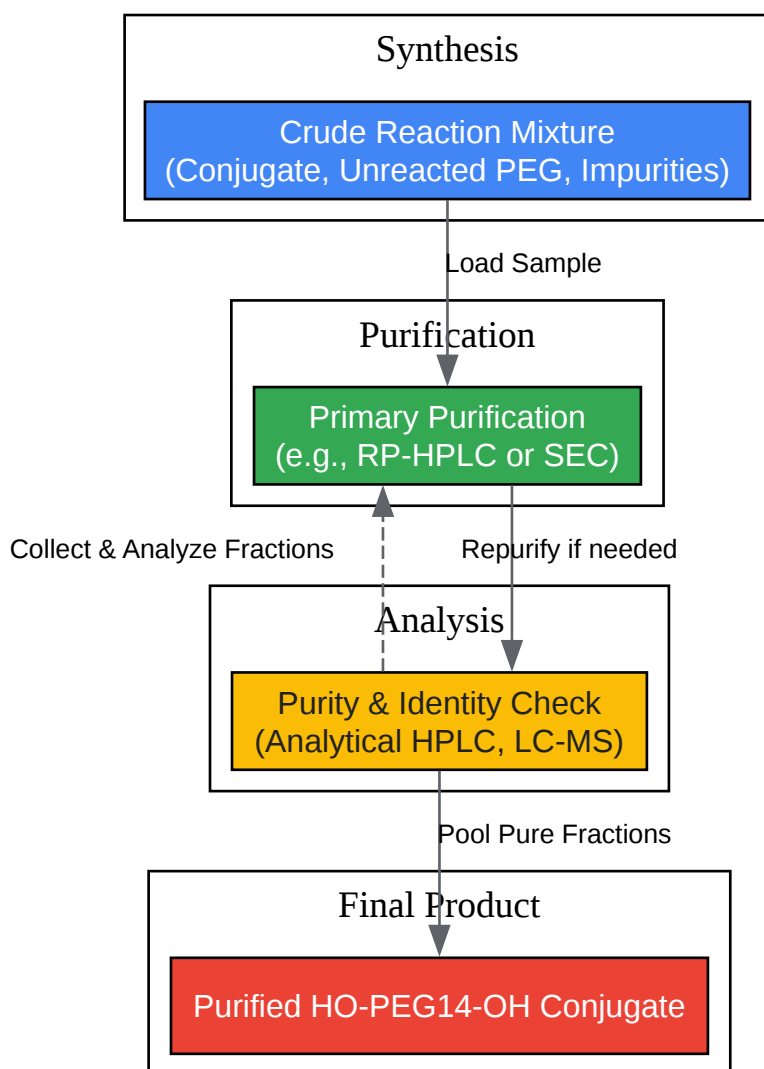 Synthesis
Crude Reaction Mixture
(Conjugate, Unreacted PEG, Impurities)
Load Sample
Purification
Primary Purification
(e.g., RP-HPLC or SEC)
Collect & Analyze Fractions
Repurify if needed
Analysis
Purity & Identity Check
(Analytical HPLC, LC-MS)
Pool Pure Fractions
Final Product
Purified HO-PEG14-OH Conjugate